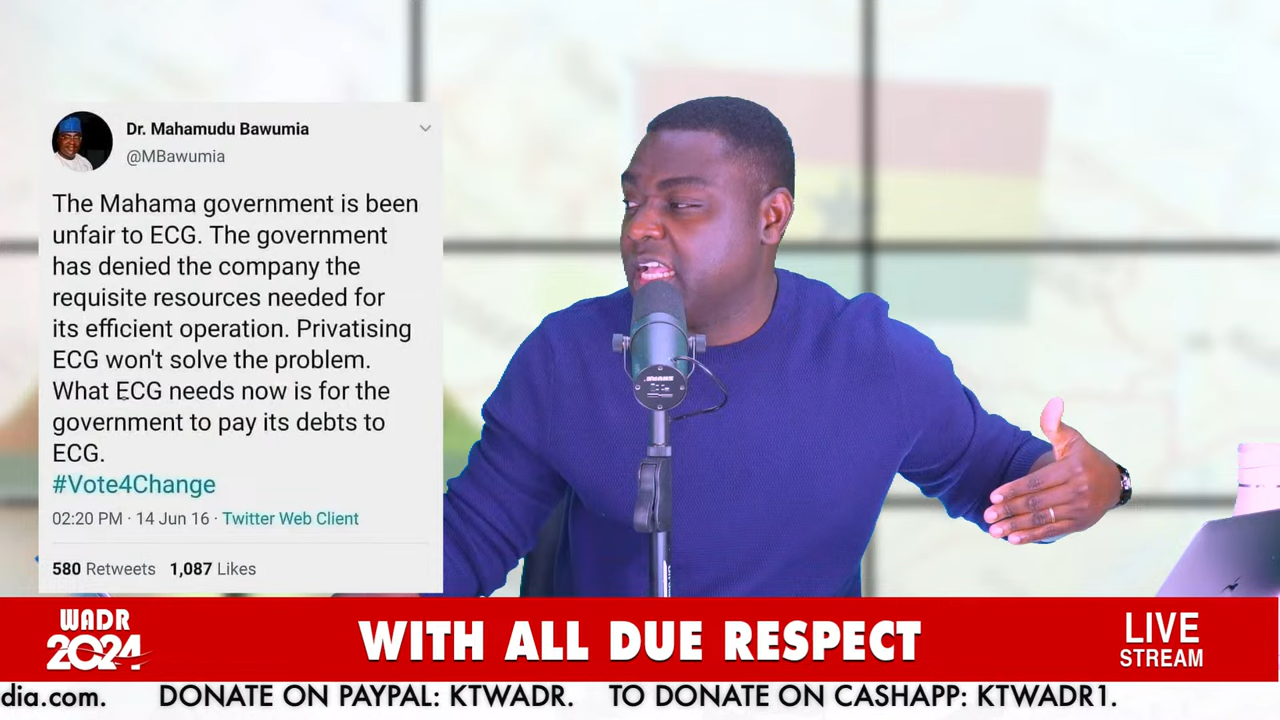 Dr. Mahamudu Bawumia
@MBawumia
The Mahama government is been
unfair to ECG. The government
has denied the company the
requisite resources needed for
its efficient operation. Privatising
ECG won't solve the problem.
What ECG needs now is for the
government to pay its debts to
ECG.
#Vote4Change
02:20 PM · 14 Jun 16 · Twitter Web Client
580 Retweets 1,087 Likes
SHURE
WADR
2024
WITH ALL DUE RESPECT
LIVE
STREAM
dia.com. DONATE ON PAYPAL: KTWADR. TO DONATE ON CASHAPP: KTWADR1.